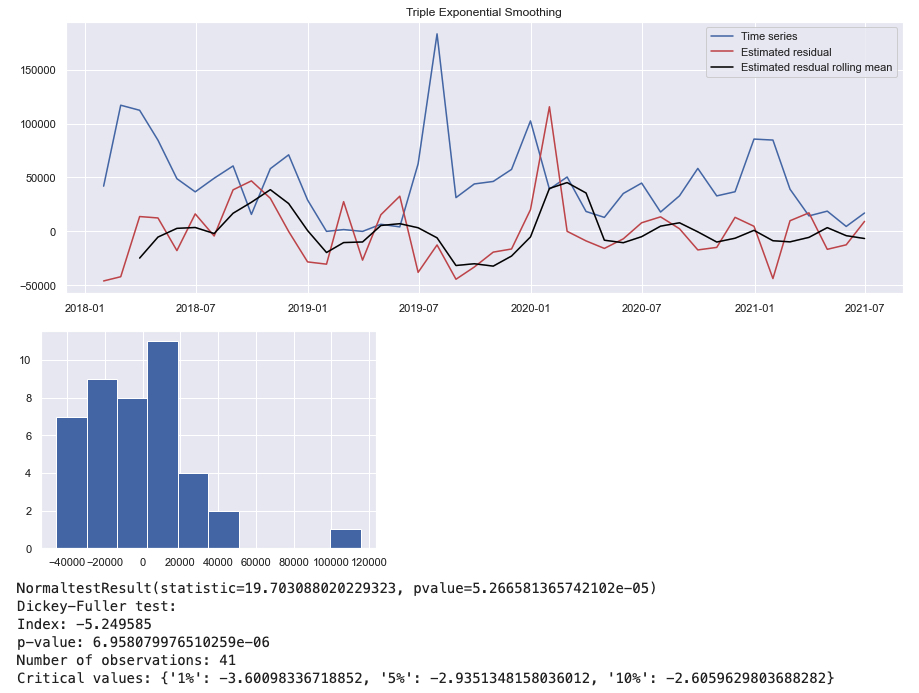 Triple Exponential Smoothing
Time series
Estimated residual
Estimated resdual rolling mean
150000
100000
50000
0
−50000
2018-01 2018-07 2019-01 2019-07 2020-01 2020-07 2021-01 2021-07
10
8
6
4
2
0
−40000 −20000 0 20000 40000 60000 80000 100000 120000
NormaltestResult(statistic=19.703088020229323, pvalue=5.266581365742102e-05)
Dickey-Fuller test:
Index: -5.249585
p-value: 6.958079976510259e-06
Number of observations: 41
Critical values: {'1%': -3.60098336718852, '5%': -2.9351348158036012, '10%': -2.6059629803688282}